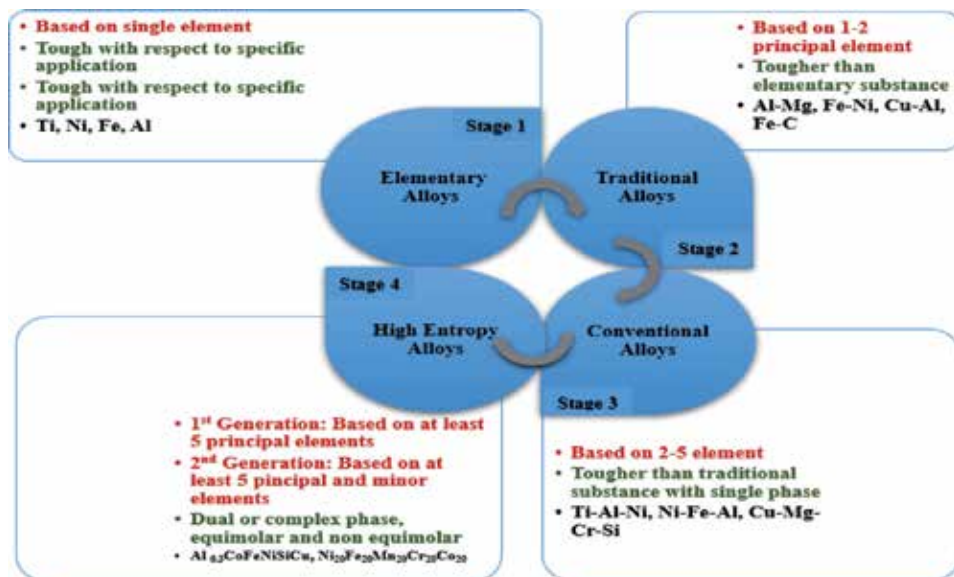 • Based on single element
• Tough with respect to specific
application
• Tough with respect to specific
application
• Ti, Ni, Fe, Al
Stage 1
Elementary
Alloys
• Based on 1-2
principal element
• Tougher than
elementary substance
• Al-Mg, Fe-Ni, Cu-Al,
Fe-C
Traditional
Alloys
Stage 2
Stage 4
High Entropy
Alloys
• 1st Generation: Based on at least
5 principal elements
• 2nd Generation: Based on at
least 5 pincipal and minor
elements
• Dual or complex phase,
equimolar and non equimolar
• Al0.3CoFeNiSiCu, Ni20Fe20Mn20Cr20Co20
Conventional
Alloys
Stage 3
• Based on 2-5 element
• Tougher than traditional
substance with single phase
• Ti-Al-Ni, Ni-Fe-Al, Cu-Mg-
Cr-Si